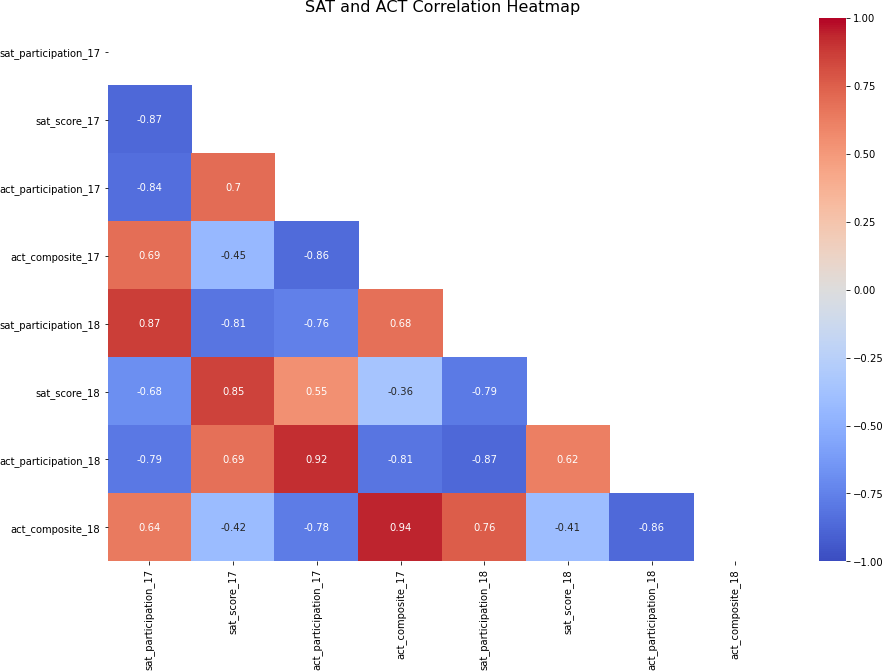 SAT and ACT Correlation Heatmap
sat_participation_17
sat_score_17 -0.87
act_participation_17 -0.84 0.7
act_composite_17 0.69 -0.45 -0.86
sat_participation_18 0.87 -0.81 -0.76 0.68
sat_score_18 -0.68 0.85 0.55 -0.36 -0.79
act_participation_18 -0.79 0.69 0.92 -0.81 -0.87 0.62
act_composite_18 0.64 -0.42 -0.78 0.94 0.76 -0.41 -0.86
sat_participation_17
sat_score_17
act_participation_17
act_composite_17
sat_participation_18
sat_score_18
act_participation_18
act_composite_18
1.00
0.75
0.50
0.25
0.00
-0.25
-0.50
-0.75
-1.00